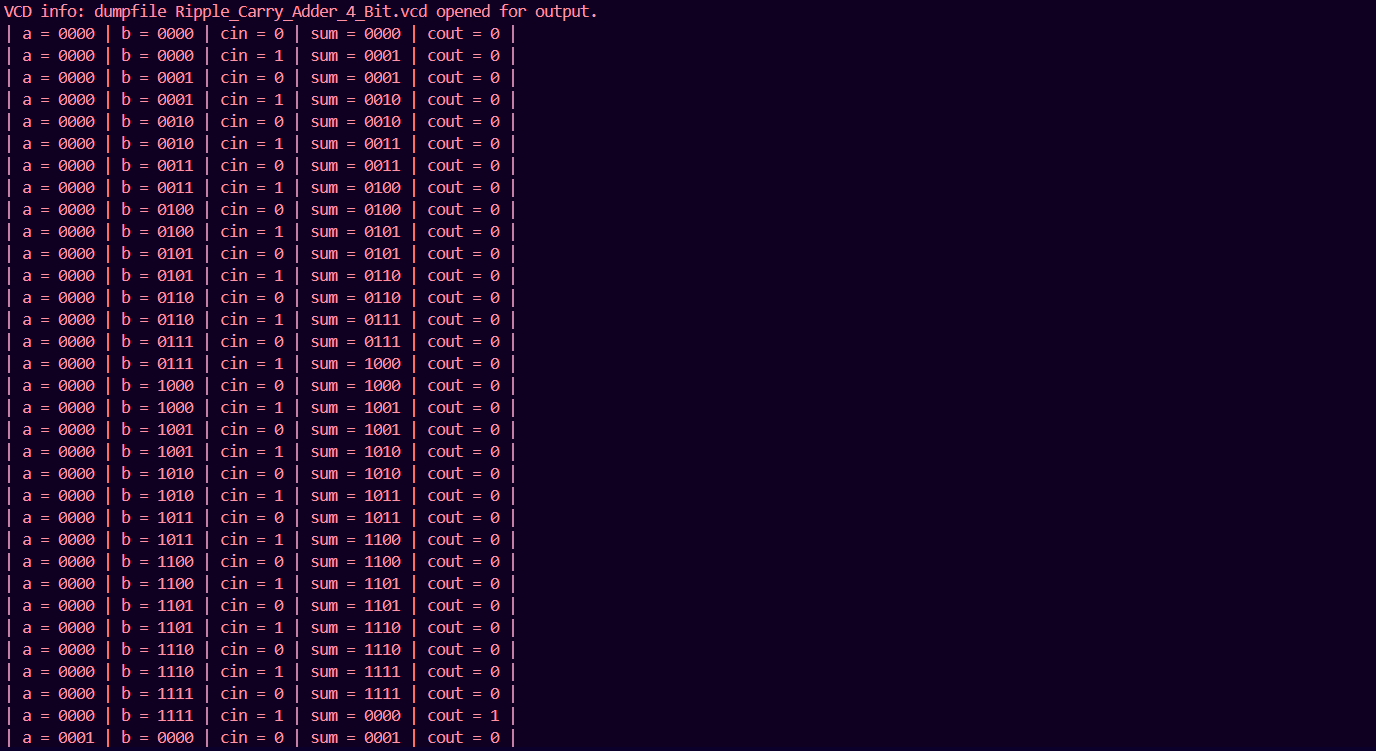 VCD info: dumpfile Ripple_Carry_Adder_4_Bit.vcd opened for output.
| a = 0000 | b = 0000 | cin = 0 | sum = 0000 | cout = 0 |
| a = 0000 | b = 0000 | cin = 1 | sum = 0001 | cout = 0 |
| a = 0000 | b = 0001 | cin = 0 | sum = 0001 | cout = 0 |
| a = 0000 | b = 0001 | cin = 1 | sum = 0010 | cout = 0 |
| a = 0000 | b = 0010 | cin = 0 | sum = 0010 | cout = 0 |
| a = 0000 | b = 0010 | cin = 1 | sum = 0011 | cout = 0 |
| a = 0000 | b = 0011 | cin = 0 | sum = 0011 | cout = 0 |
| a = 0000 | b = 0011 | cin = 1 | sum = 0100 | cout = 0 |
| a = 0000 | b = 0100 | cin = 0 | sum = 0100 | cout = 0 |
| a = 0000 | b = 0100 | cin = 1 | sum = 0101 | cout = 0 |
| a = 0000 | b = 0101 | cin = 0 | sum = 0101 | cout = 0 |
| a = 0000 | b = 0101 | cin = 1 | sum = 0110 | cout = 0 |
| a = 0000 | b = 0110 | cin = 0 | sum = 0110 | cout = 0 |
| a = 0000 | b = 0110 | cin = 1 | sum = 0111 | cout = 0 |
| a = 0000 | b = 0111 | cin = 0 | sum = 0111 | cout = 0 |
| a = 0000 | b = 0111 | cin = 1 | sum = 1000 | cout = 0 |
| a = 0000 | b = 1000 | cin = 0 | sum = 1000 | cout = 0 |
| a = 0000 | b = 1000 | cin = 1 | sum = 1001 | cout = 0 |
| a = 0000 | b = 1001 | cin = 0 | sum = 1001 | cout = 0 |
| a = 0000 | b = 1001 | cin = 1 | sum = 1010 | cout = 0 |
| a = 0000 | b = 1010 | cin = 0 | sum = 1010 | cout = 0 |
| a = 0000 | b = 1010 | cin = 1 | sum = 1011 | cout = 0 |
| a = 0000 | b = 1011 | cin = 0 | sum = 1011 | cout = 0 |
| a = 0000 | b = 1011 | cin = 1 | sum = 1100 | cout = 0 |
| a = 0000 | b = 1100 | cin = 0 | sum = 1100 | cout = 0 |
| a = 0000 | b = 1100 | cin = 1 | sum = 1101 | cout = 0 |
| a = 0000 | b = 1101 | cin = 0 | sum = 1101 | cout = 0 |
| a = 0000 | b = 1101 | cin = 1 | sum = 1110 | cout = 0 |
| a = 0000 | b = 1110 | cin = 0 | sum = 1110 | cout = 0 |
| a = 0000 | b = 1110 | cin = 1 | sum = 1111 | cout = 0 |
| a = 0000 | b = 1111 | cin = 0 | sum = 1111 | cout = 0 |
| a = 0000 | b = 1111 | cin = 1 | sum = 0000 | cout = 1 |
| a = 0001 | b = 0000 | cin = 0 | sum = 0001 | cout = 0 |